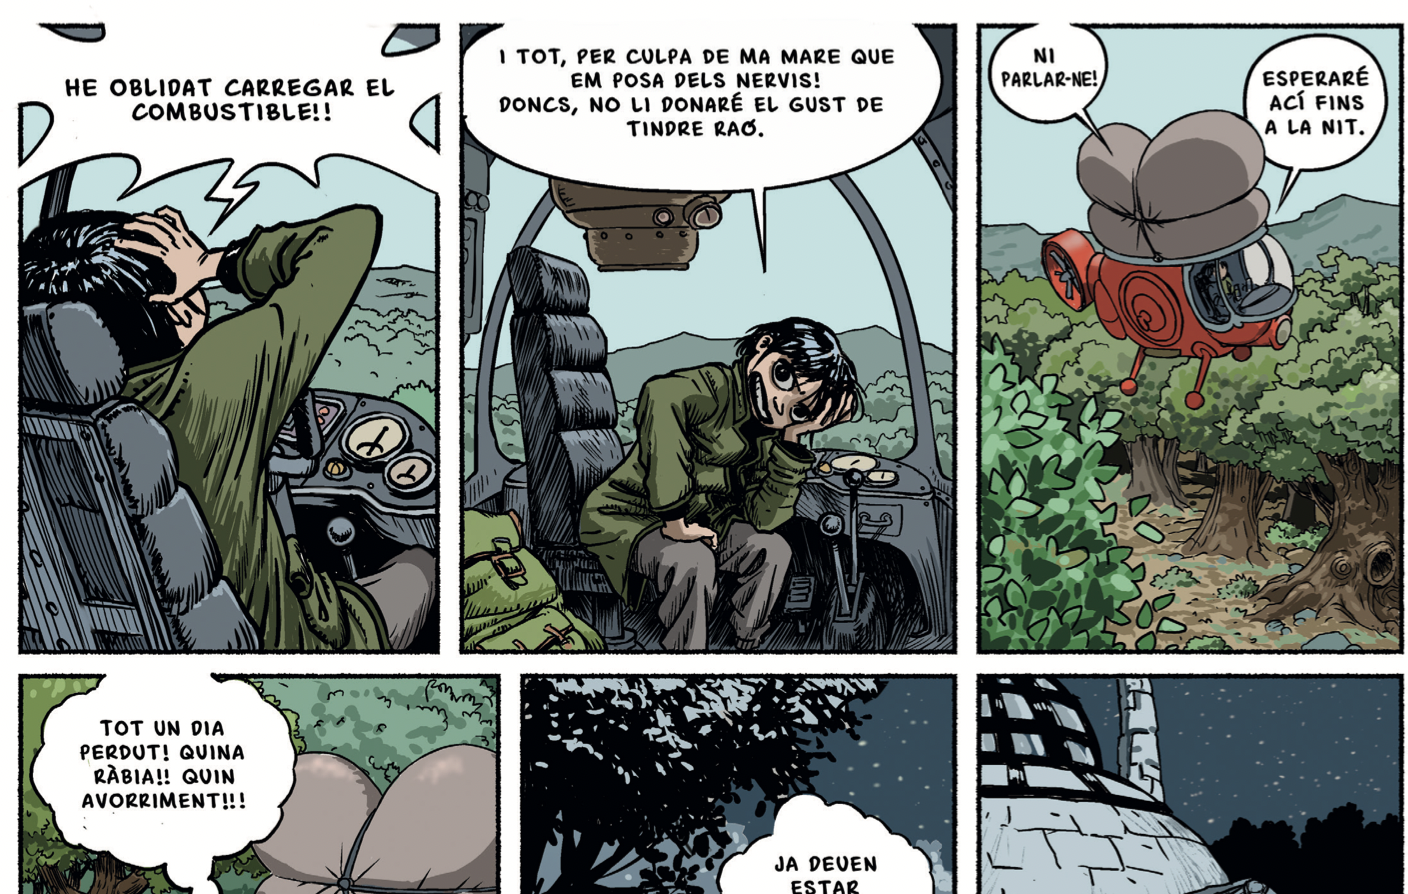 HE OBLIDAT CARREGAR EL
COMBUSTIBLE!!
I TOT, PER CULPA DE MA MARE QUE
EM POSA DELS NERVIS!
DONCS, NO LI DONARÉ EL GUST DE
TINDRE RAÓ.
NI
PARLAR-NE!
ESPERARÉ
ACÍ FINS
A LA NIT.
TOT UN DIA
PERDUT! QUINA
RÀBIA!! QUIN
AVORRIMENT!!!
JA DEUEN
ESTAR